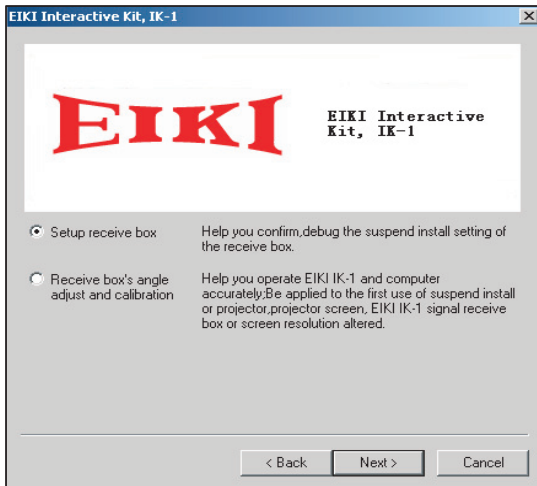 EIKI Interactive Kit, IK-1
EIKI
EIKI Interactive
Kit, IK-1
Setup receive box
Help you confirm,debug the suspend install setting of
the receive box.
Receive box's angle
adjust and calibration
Help you operate EIKI IK-1 and computer
accurately;Be applied to the first use of suspend install
or projector,projector screen, EIKI IK-1 signal receive
box or screen resolution altered.
< Back
Next >
Cancel